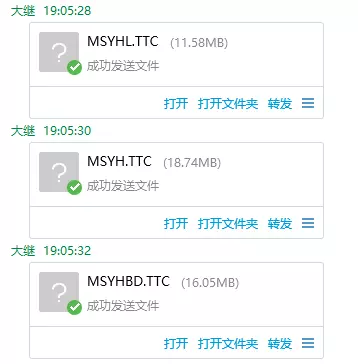 大继 19:05:28
MSYHL.TTC (11.58MB)
成功发送文件
打开 打开文件夹 转发
大继 19:05:30
MSYH.TTC (18.74MB)
成功发送文件
打开 打开文件夹 转发
大继 19:05:32
MSYHBD.TTC (16.05MB)
成功发送文件
打开 打开文件夹 转发